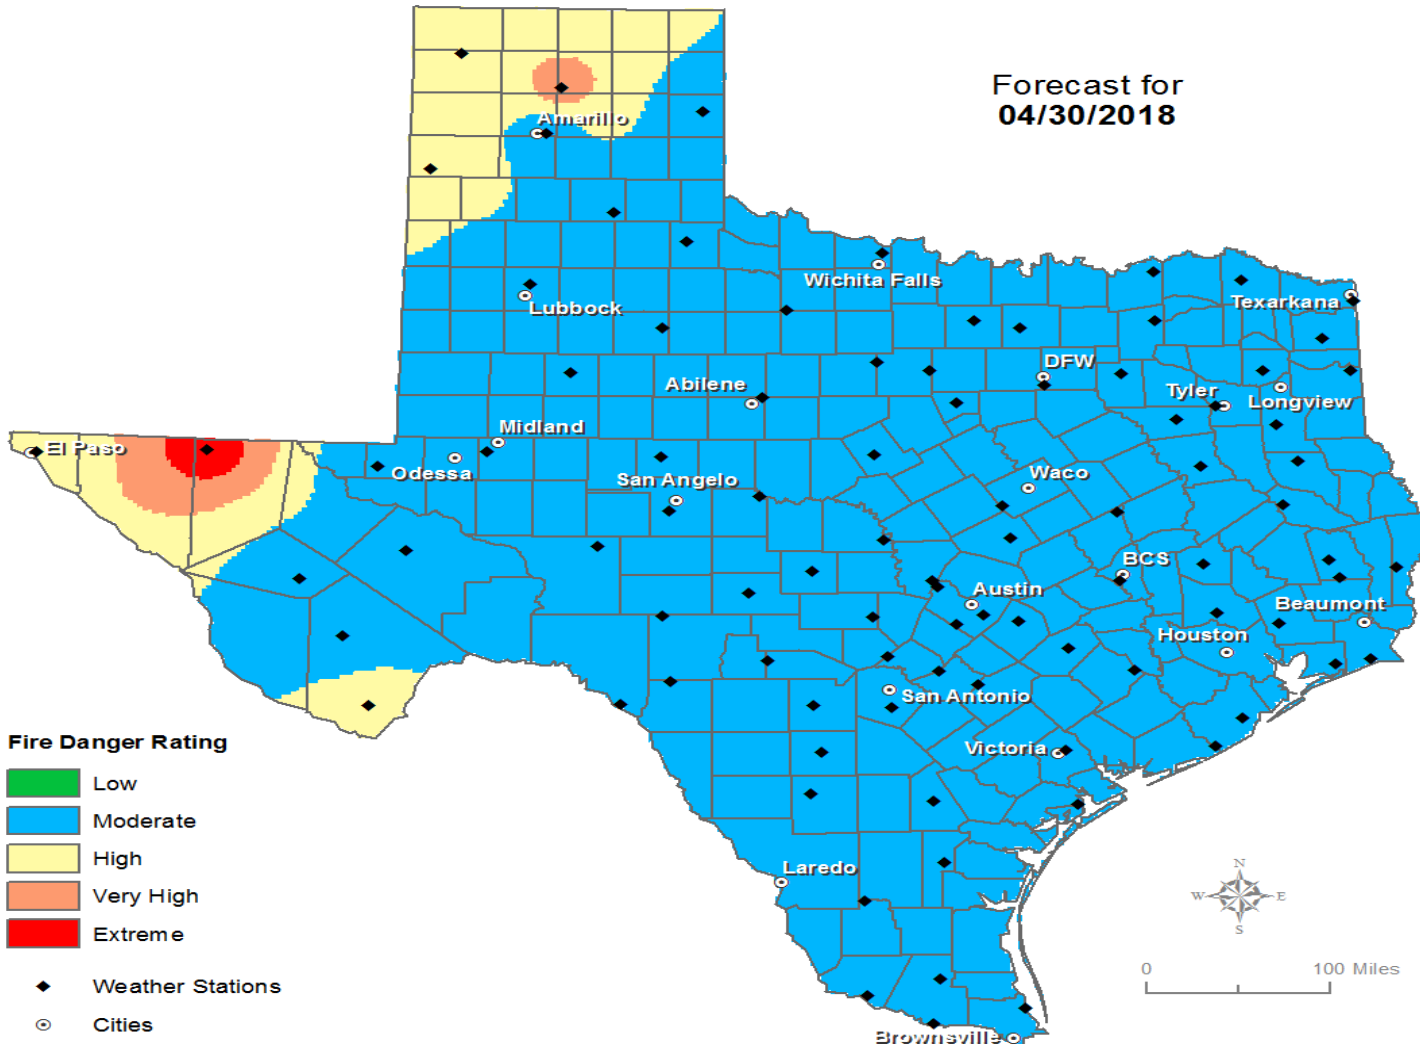 Forecast for
04/30/2018
Amarillo
Wichita Falls
Lubbock
Texarkana
DFW
Abilene
Tyler
Longview
Midland
El Paso
Odessa
San Angelo
Waco
BCS
Austin
Beaumont
Houston
San Antonio
Victoria
Laredo
Brownsville
Fire Danger Rating
Low
Moderate
High
Very High
Extreme
Weather Stations
Cities
N
W E
S
0 100 Miles